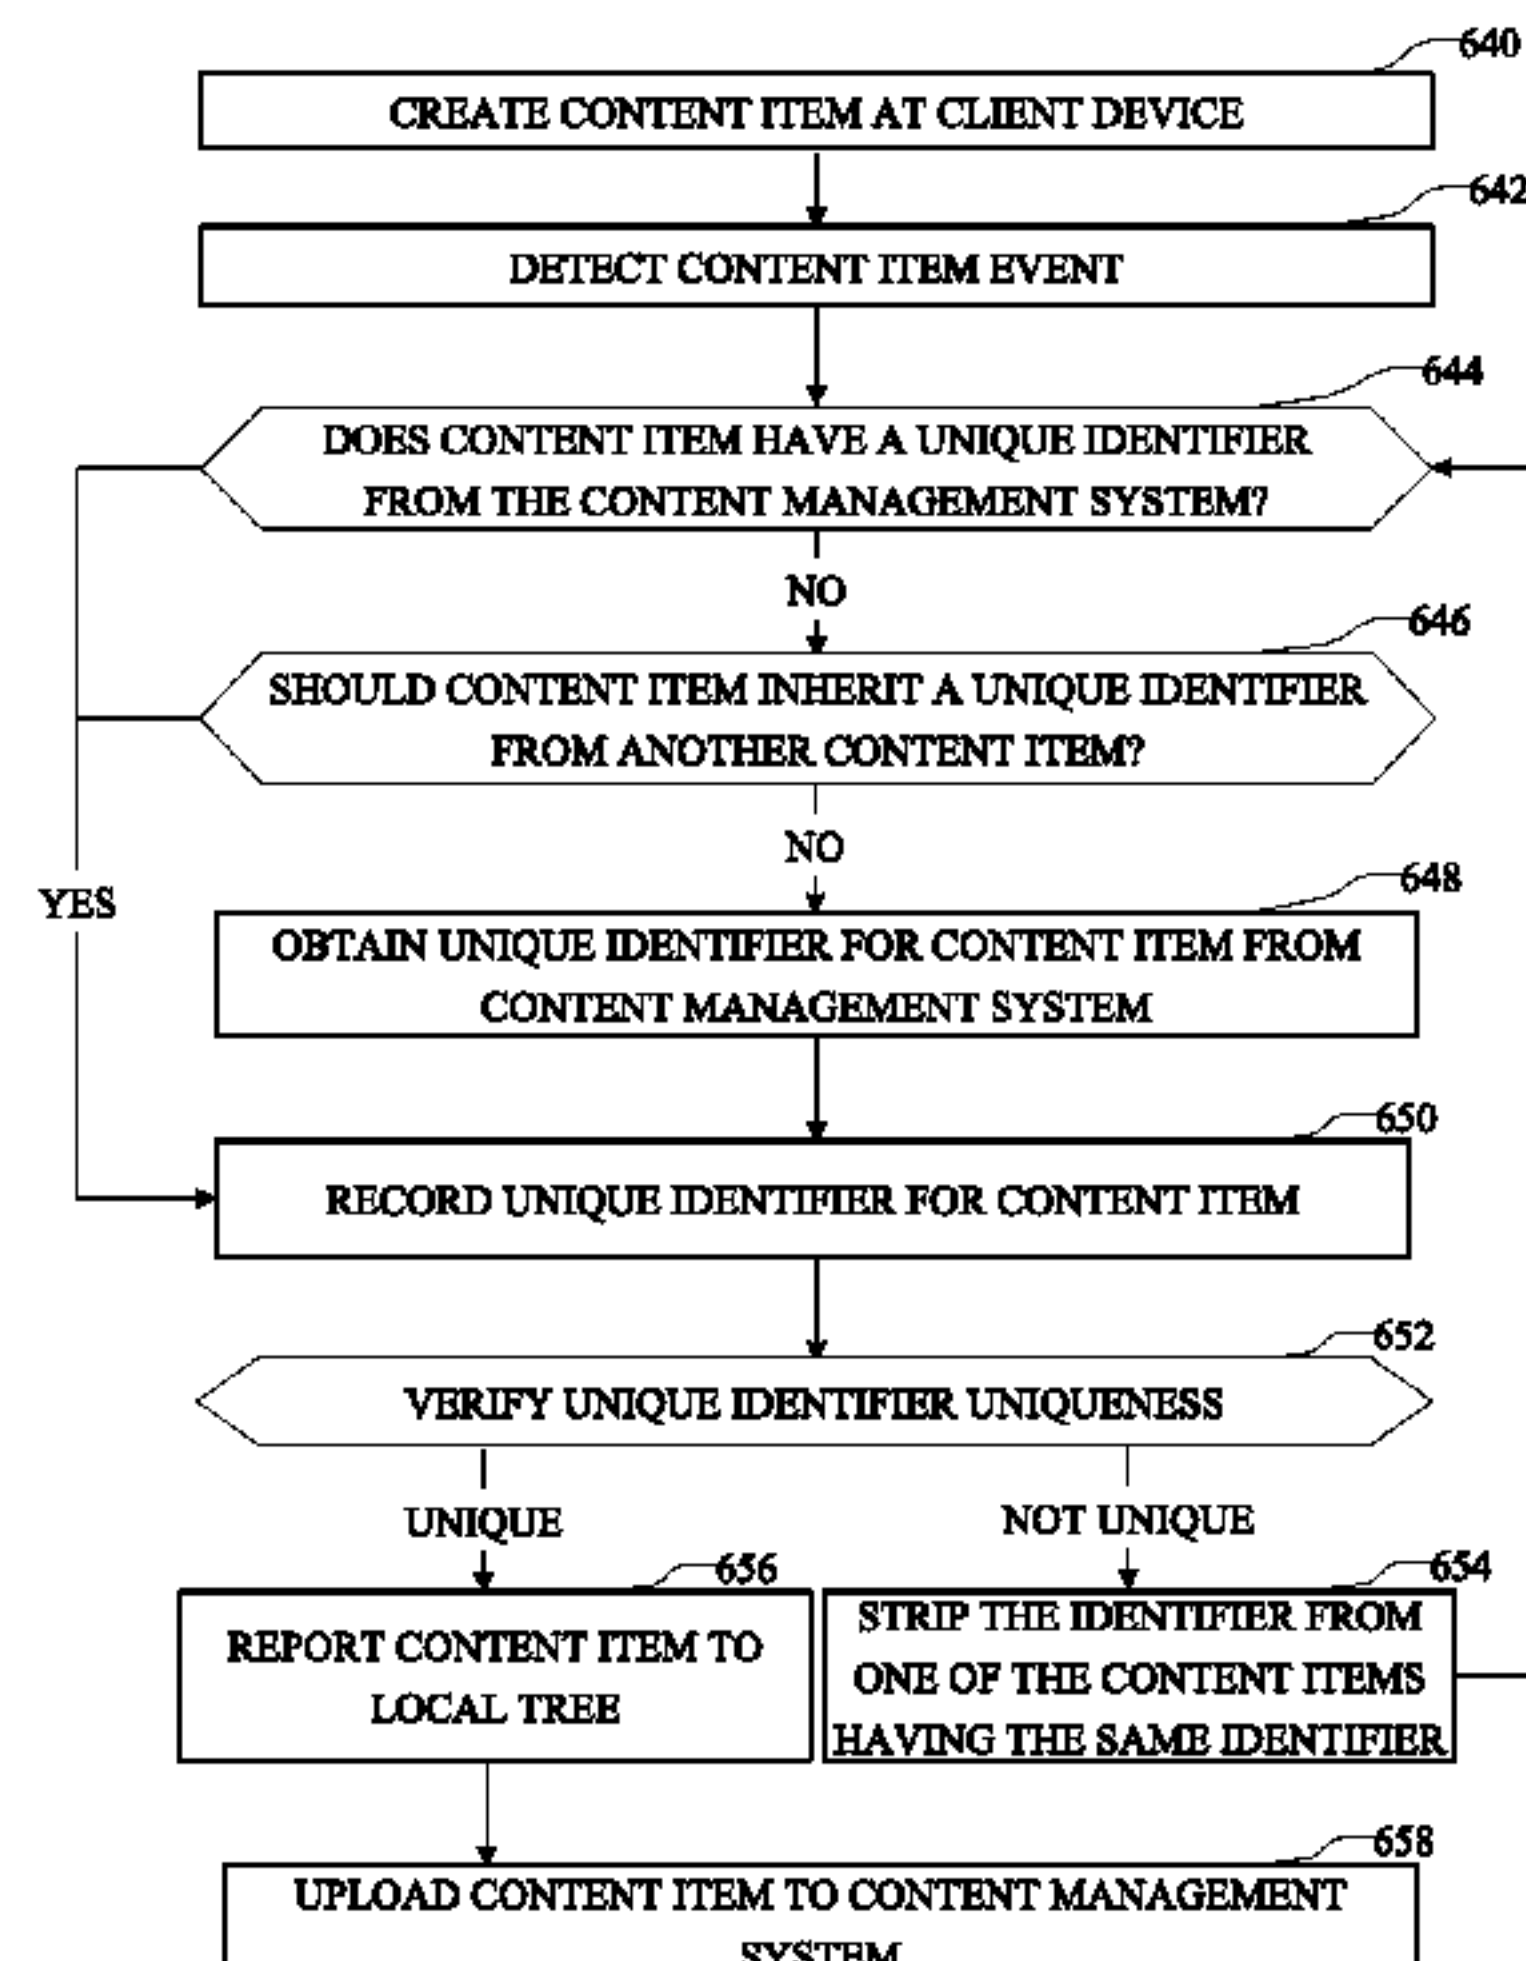 640
CREATE CONTENT ITEM AT CLIENT DEVICE
642
DETECT CONTENT ITEM EVENT
644
DOES CONTENT ITEM HAVE A UNIQUE IDENTIFIER
FROM THE CONTENT MANAGEMENT SYSTEM?
NO
646
SHOULD CONTENT ITEM INHERIT A UNIQUE IDENTIFIER
FROM ANOTHER CONTENT ITEM?
NO
YES
648
OBTAIN UNIQUE IDENTIFIER FOR CONTENT ITEM FROM
CONTENT MANAGEMENT SYSTEM
650
RECORD UNIQUE IDENTIFIER FOR CONTENT ITEM
652
VERIFY UNIQUE IDENTIFIER UNIQUENESS
UNIQUE
NOT UNIQUE
656
REPORT CONTENT ITEM TO
LOCAL TREE
654
STRIP THE IDENTIFIER FROM
ONE OF THE CONTENT ITEMS
HAVING THE SAME IDENTIFIER
658
UPLOAD CONTENT ITEM TO CONTENT MANAGEMENT
SYSTEM